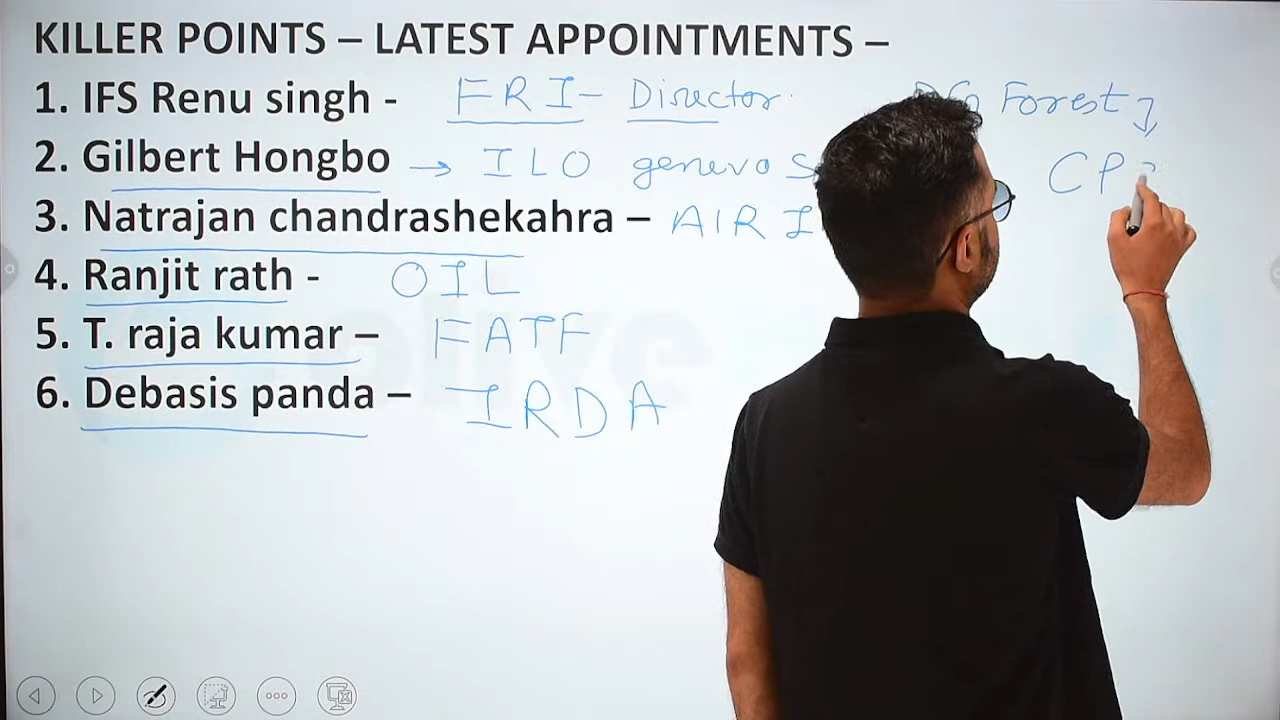 KILLER POINTS – LATEST APPOINTMENTS –
1. IFS Renu singh - FRI - Director. Forest
2. Gilbert Hongbo → ILO genevo S CP
3. Natrajan chandrashekahra – AIR I
4. Ranjit rath - OIL
5. T. raja kumar – FATF
6. Debasis panda – IRDA